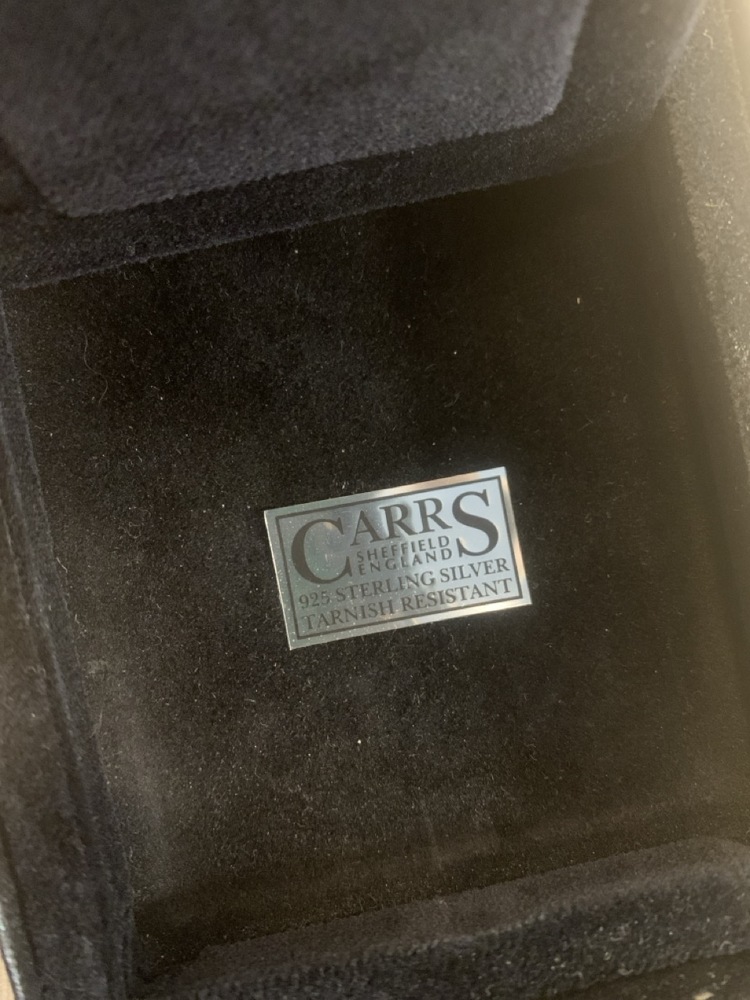 CARRS
SHEFFIELD
ENGLAND
925 STERLING SILVER
TARNISH RESISTANT